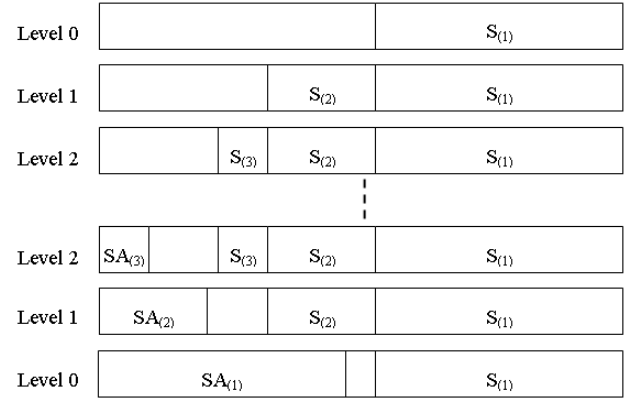 Level 0 S(1)
Level 1 S(2) S(1)
Level 2 S(3) S(2) S(1)
Level 2 SA(3) S(3) S(2) S(1)
Level 1 SA(2) S(2) S(1)
Level 0 SA(1) S(1)